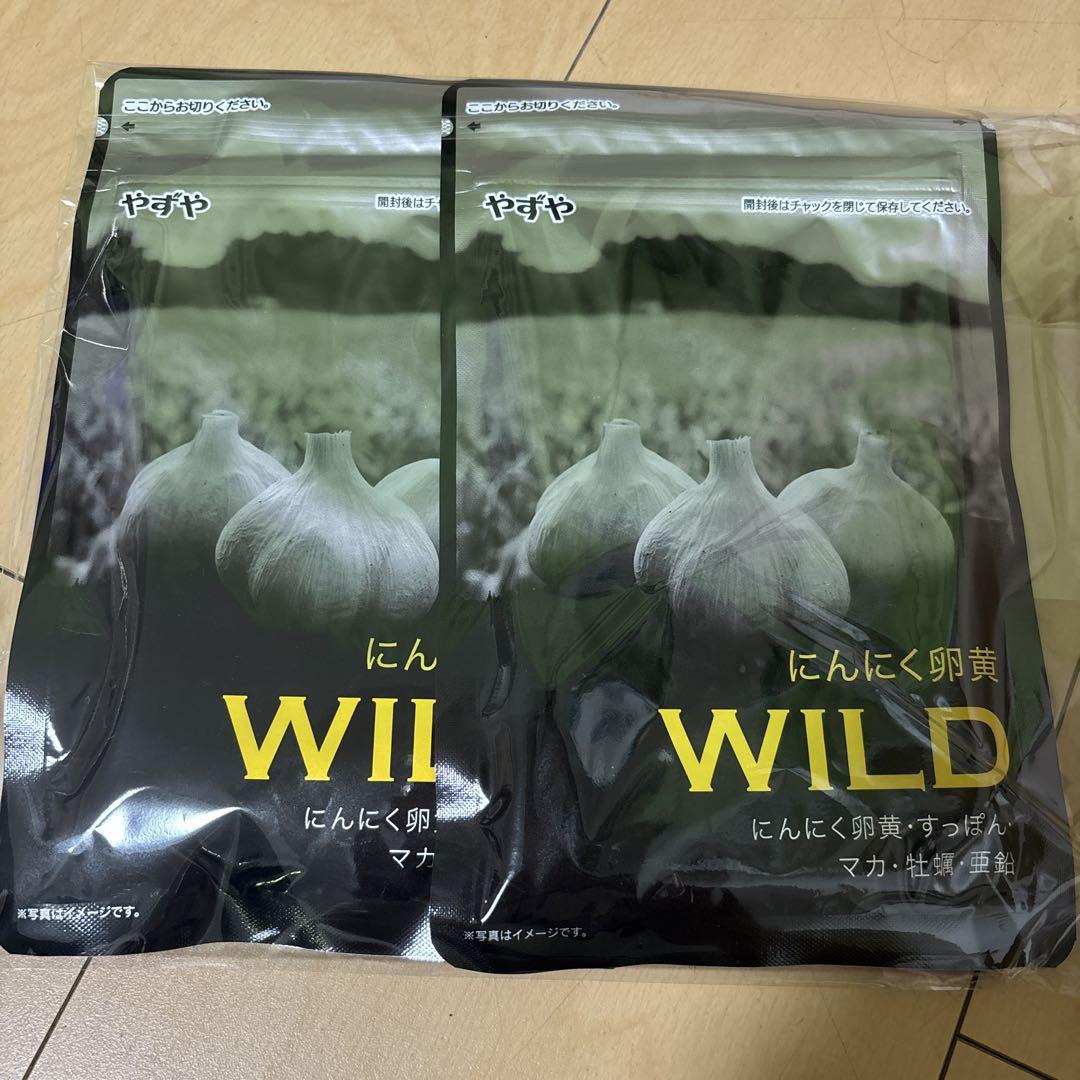 ここからお切りください。
やずや
開封後はチャ
にん
WIL
にんにく卵
マカ
※写真はイメージです。
ここからお切りください。
やずや
開封後はチャックを閉じて保存してください。
にんにく卵黄
WILD
にんにく卵黄・すっぽん
マカ・牡蠣・亜鉛
※写真はイメージです。